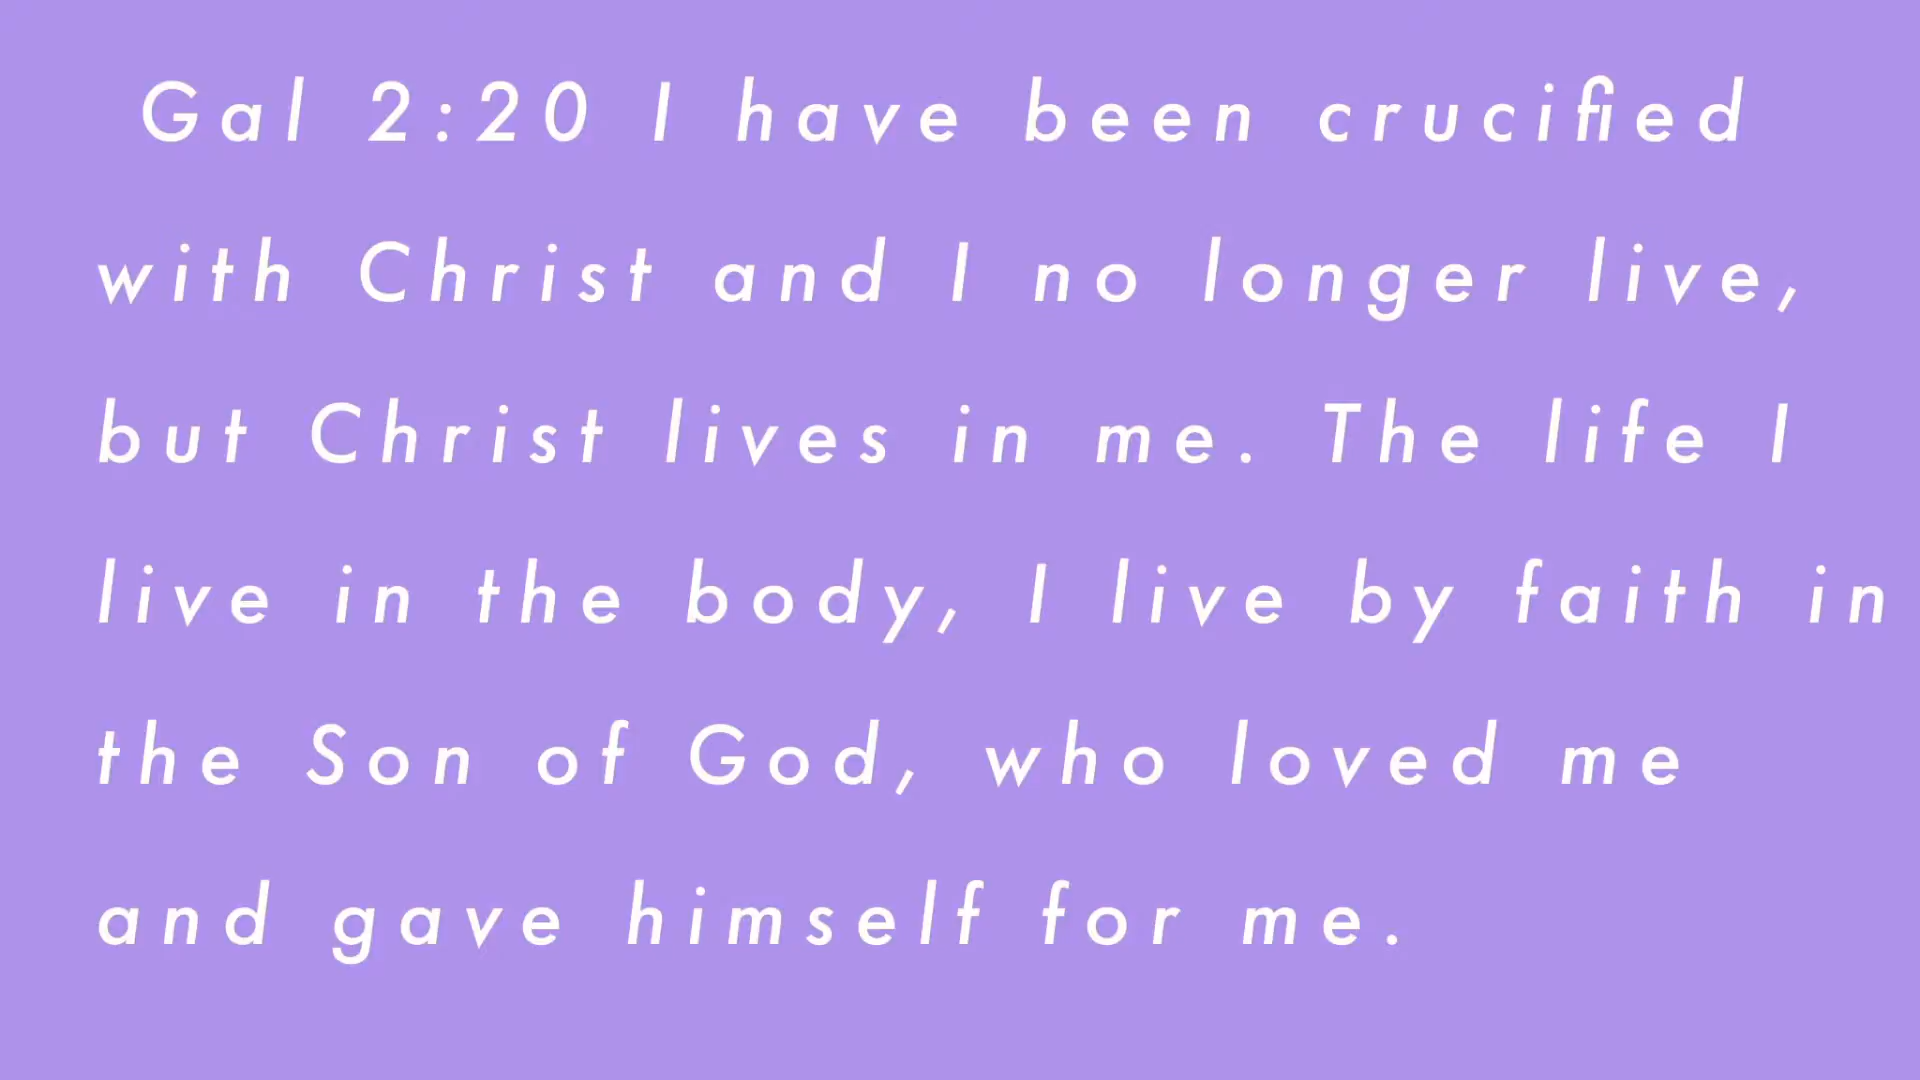 Gal 2:20 I have been crucified
with Christ and I no longer live,
but Christ lives in me. The life I
live in the body, I live by faith in
the Son of God, who loved me
and gave himself for me.